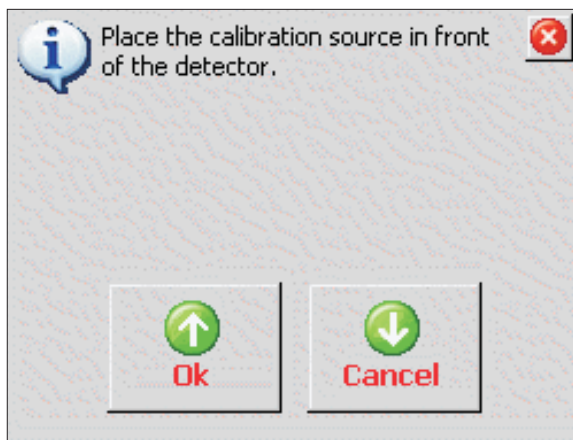 Place the calibration source in front
of the detector.
Ok
Cancel